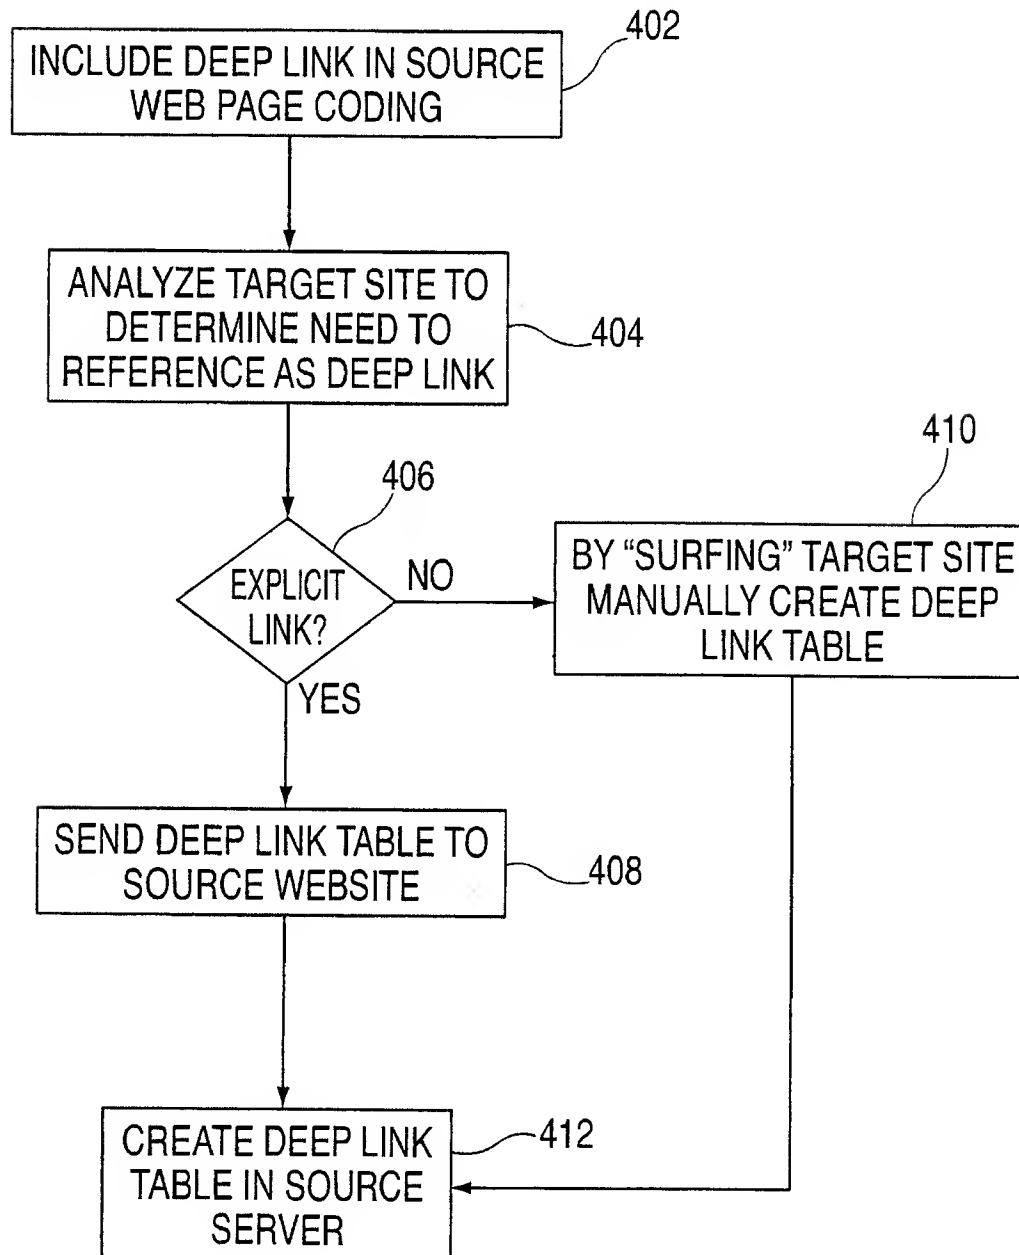 402
INCLUDE DEEP LINK IN SOURCE
WEB PAGE CODING
ANALYZE TARGET SITE TO
DETERMINE NEED TO
REFERENCE AS DEEP LINK
404
406
EXPLICIT
LINK?
NO
YES
410
BY “SURFING” TARGET SITE
MANUALLY CREATE DEEP
LINK TABLE
SEND DEEP LINK TABLE TO
SOURCE WEBSITE
408
CREATE DEEP LINK
TABLE IN SOURCE
SERVER
412